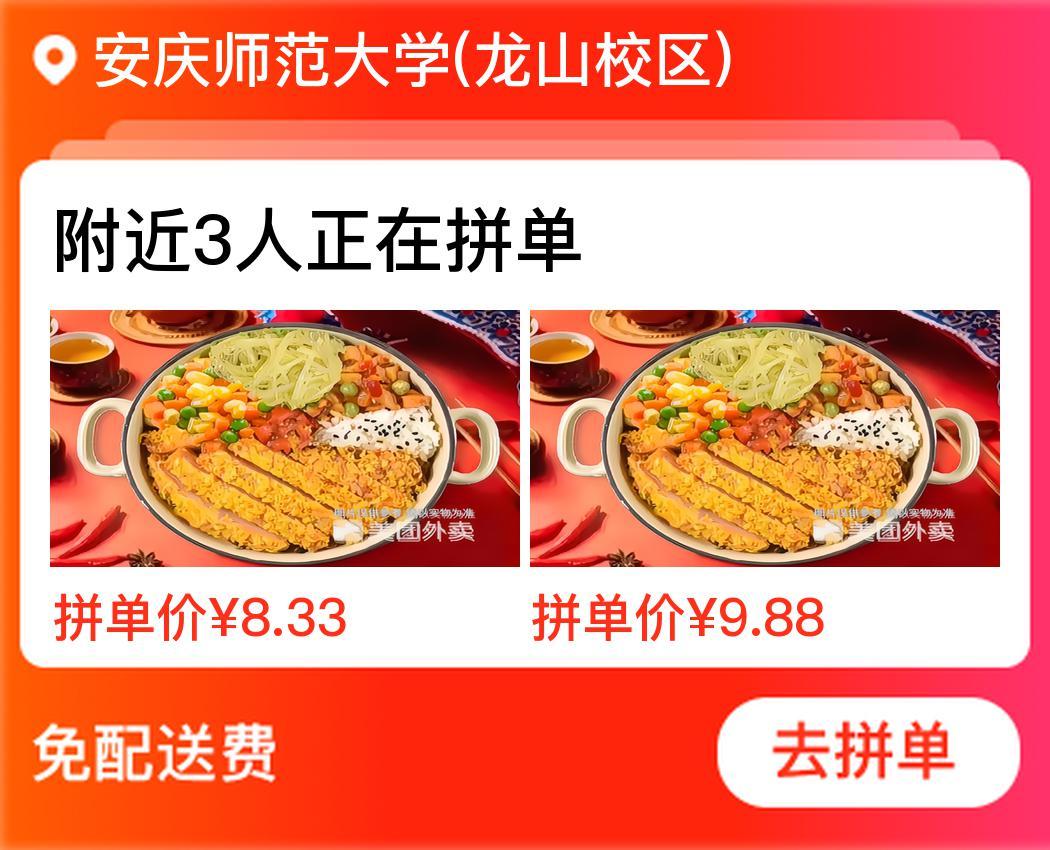 安庆师范大学(龙山校区)
附近3人正在拼单
美团外卖
美团外卖
拼单价¥8.33
拼单价¥9.88
免配送费
去拼单